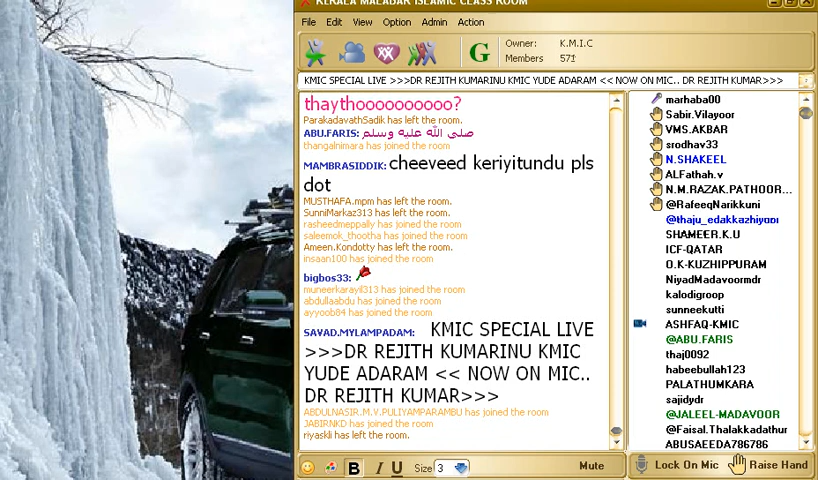 KERALA MALABAR ISLAMIC CLASS ROOM
File Edit View Option Admin Action
G
Owner: K.M.I.C
Members 571
KMIC SPECIAL LIVE >>>DR REJITH KUMARINU KMIC YUDE ADARAM << NOW ON MIC.. DR REJITH KUMAR>>>
thaythoooooooooo?
ParakadavathSadik has left the room.
ABU.FARIS: صلى الله عليه وسلم
thangalnimara has joined the room
MAMBRASIDDIK: cheeveed keriyitundu pls
dot
MUSTHAFA.mpm has left the room.
SunniMarkaz313 has left the room.
rasheedmeppally has joined the room
saleemok_thootha has joined the room
Ameen.Kondotty has left the room.
insaan100 has joined the room
bigbos33:
muneerkarayil313 has joined the room
abdullaabdu has joined the room
ayyoob84 has joined the room
SAVAD.MYLAMPADAM: KMIC SPECIAL LIVE
>>>DR REJITH KUMARINU KMIC
YUDE ADARAM << NOW ON MIC..
DR REJITH KUMAR>>>
ABDULNASIR.M.V.PULIYAMPARAMBU has joined the room
JABIRNKD has joined the room
riyaskli has left the room.
B I U Size 3 Mute
marhaba00
Sabir.Vilayoor
VMS.AKBAR
srodhav33
N.SHAKEEL
ALFathah.v
N.M.RAZAK.PATHOOR...
@RafeeqNarikkuni
@thaju_edakkazhiyoor
SHAMEER.K.U
ICF-QATAR
O.K-KUZHIPPURAM
NiyadMadavoormdr
kalodigroop
sunneekutti
ASHFAQ-KMIC
@ABU.FARIS
thaj0092
habeebullah123
PALATHUMKARA
sajidydr
@JALEEL-MADAVOOR
@Faisal.Thalakkadathur
ABUSAEEDA786786
Lock On Mic Raise Hand